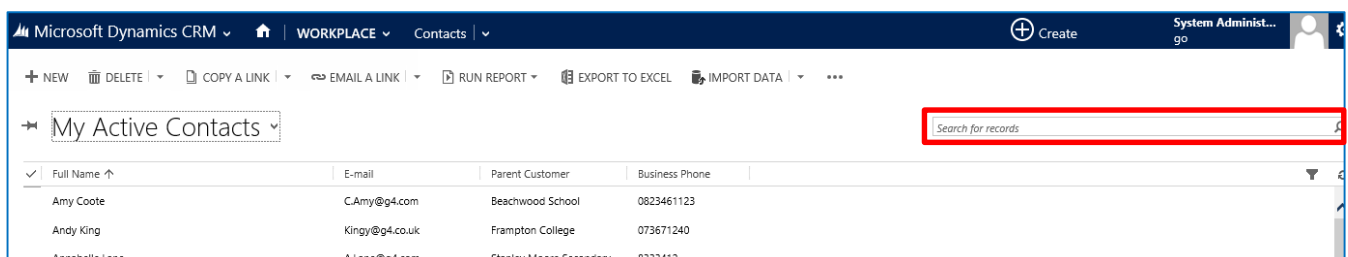 Microsoft Dynamics CRM WORKPLACE Contacts Create System Administ...
go
NEW DELETE COPY A LINK EMAIL A LINK RUN REPORT EXPORT TO EXCEL IMPORT DATA ...
My Active Contacts Search for records
Full Name ↑ E-mail Parent Customer Business Phone
Amy Coote C.Amy@g4.com Beachwood School 0823461123
Andy King Kingy@g4.co.uk Frampton College 073671240